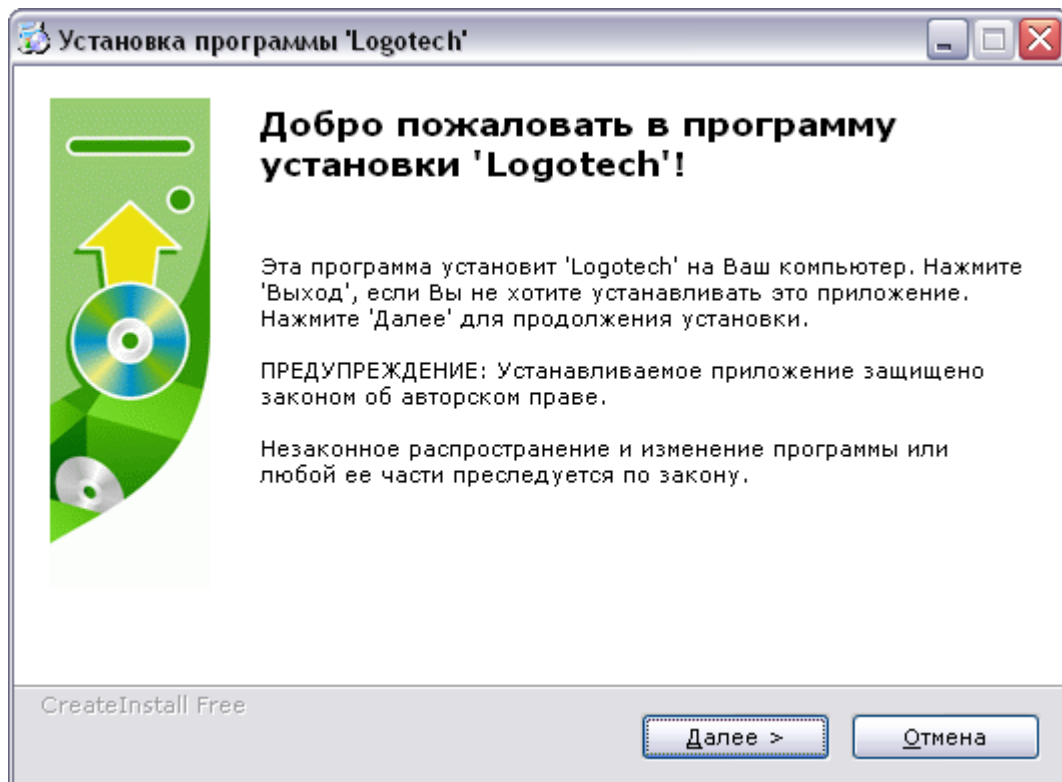 Установка программы 'Logotech'
Добро пожаловать в программу
установки 'Logotech'!
Эта программа установит 'Logotech' на Ваш компьютер. Нажмите
'Выход', если Вы не хотите устанавливать это приложение.
Нажмите 'Далее' для продолжения установки.
ПРЕДУПРЕЖДЕНИЕ: Устанавливаемое приложение защищено
законом об авторском праве.
Незаконное распространение и изменение программы или
любой ее части преследуется по закону.
CreateInstall Free
Далее >
Отмена